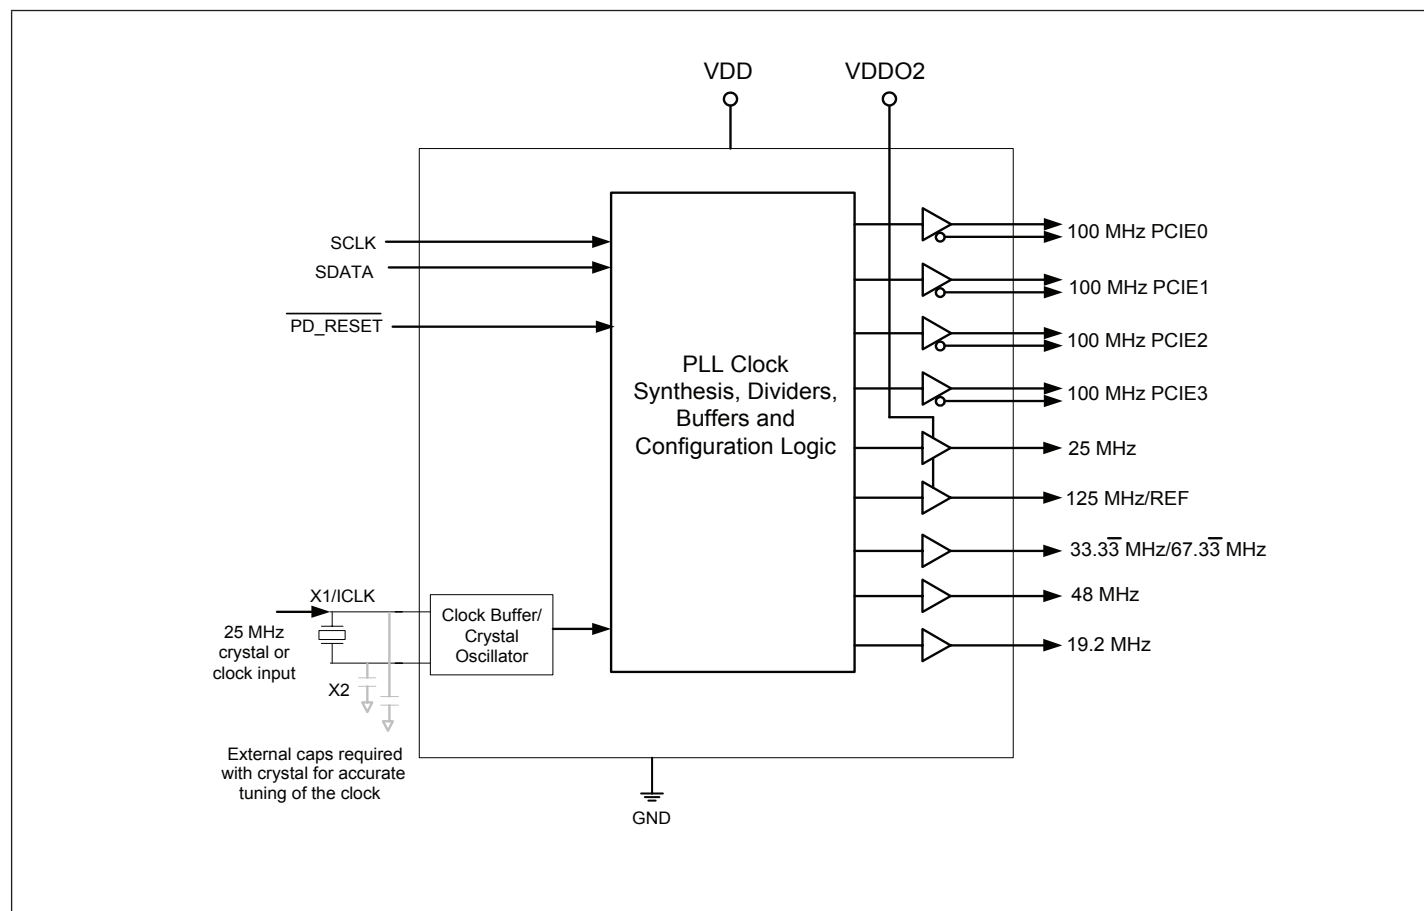 VDD
VDDO2
SCLK
SDATA
P̅D̅_̅R̅E̅S̅E̅T̅
PLL Clock
Synthesis, Dividers,
Buffers and
Configuration Logic
100 MHz PCIE0
100 MHz PCIE1
100 MHz PCIE2
100 MHz PCIE3
25 MHz
125 MHz/REF
33.33̅ MHz/67.33̅ MHz
48 MHz
19.2 MHz
X1/ICLK
25 MHz
crystal or
clock input
X2
Clock Buffer/
Crystal
Oscillator
External caps required
with crystal for accurate
tuning of the clock
GND